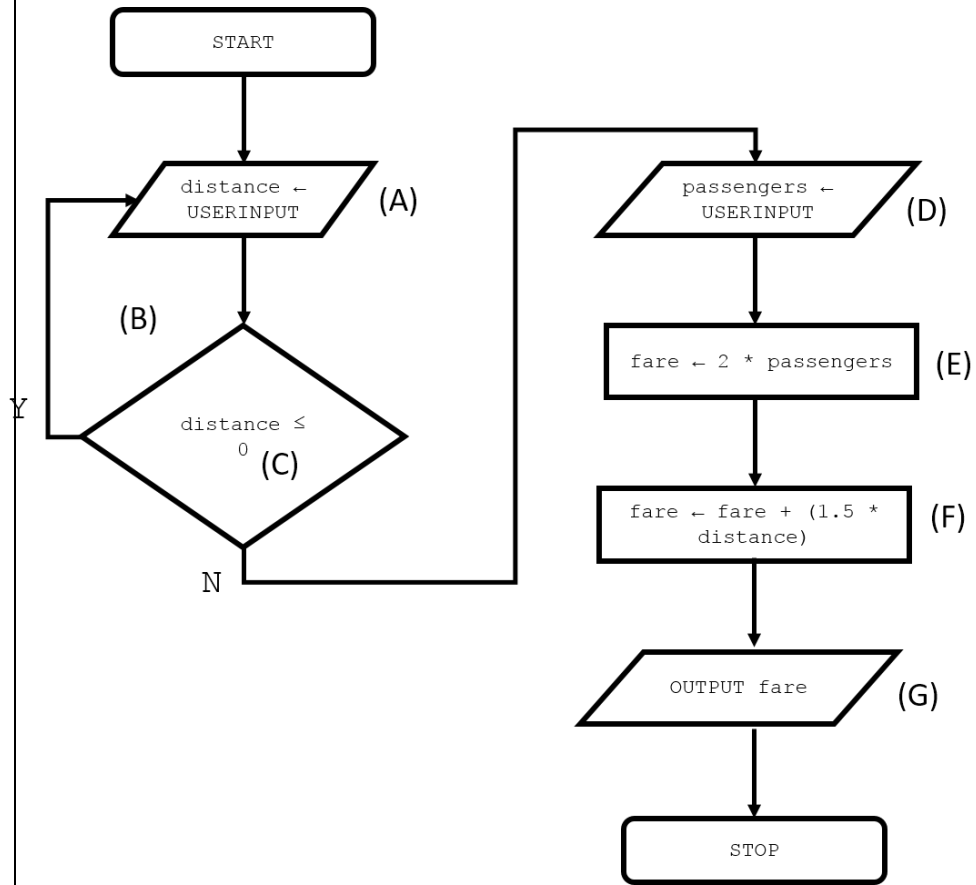 START
distance ←
USERINPUT
(A)
(B)
Y
distance ≤
0
(C)
N
passengers ←
USERINPUT
(D)
fare ← 2 * passengers
(E)
fare ← fare + (1.5 *
distance)
(F)
OUTPUT fare
(G)
STOP